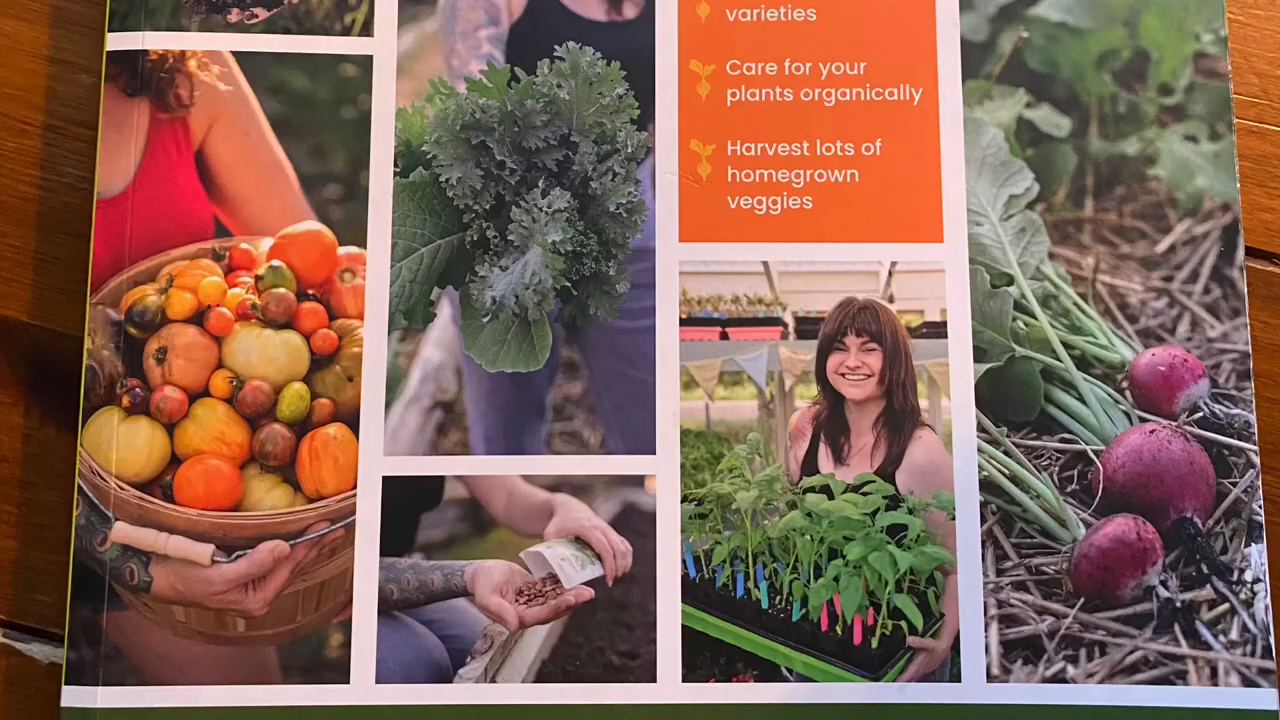 varieties
Care for your
plants organically
Harvest lots of
homegrown
veggies